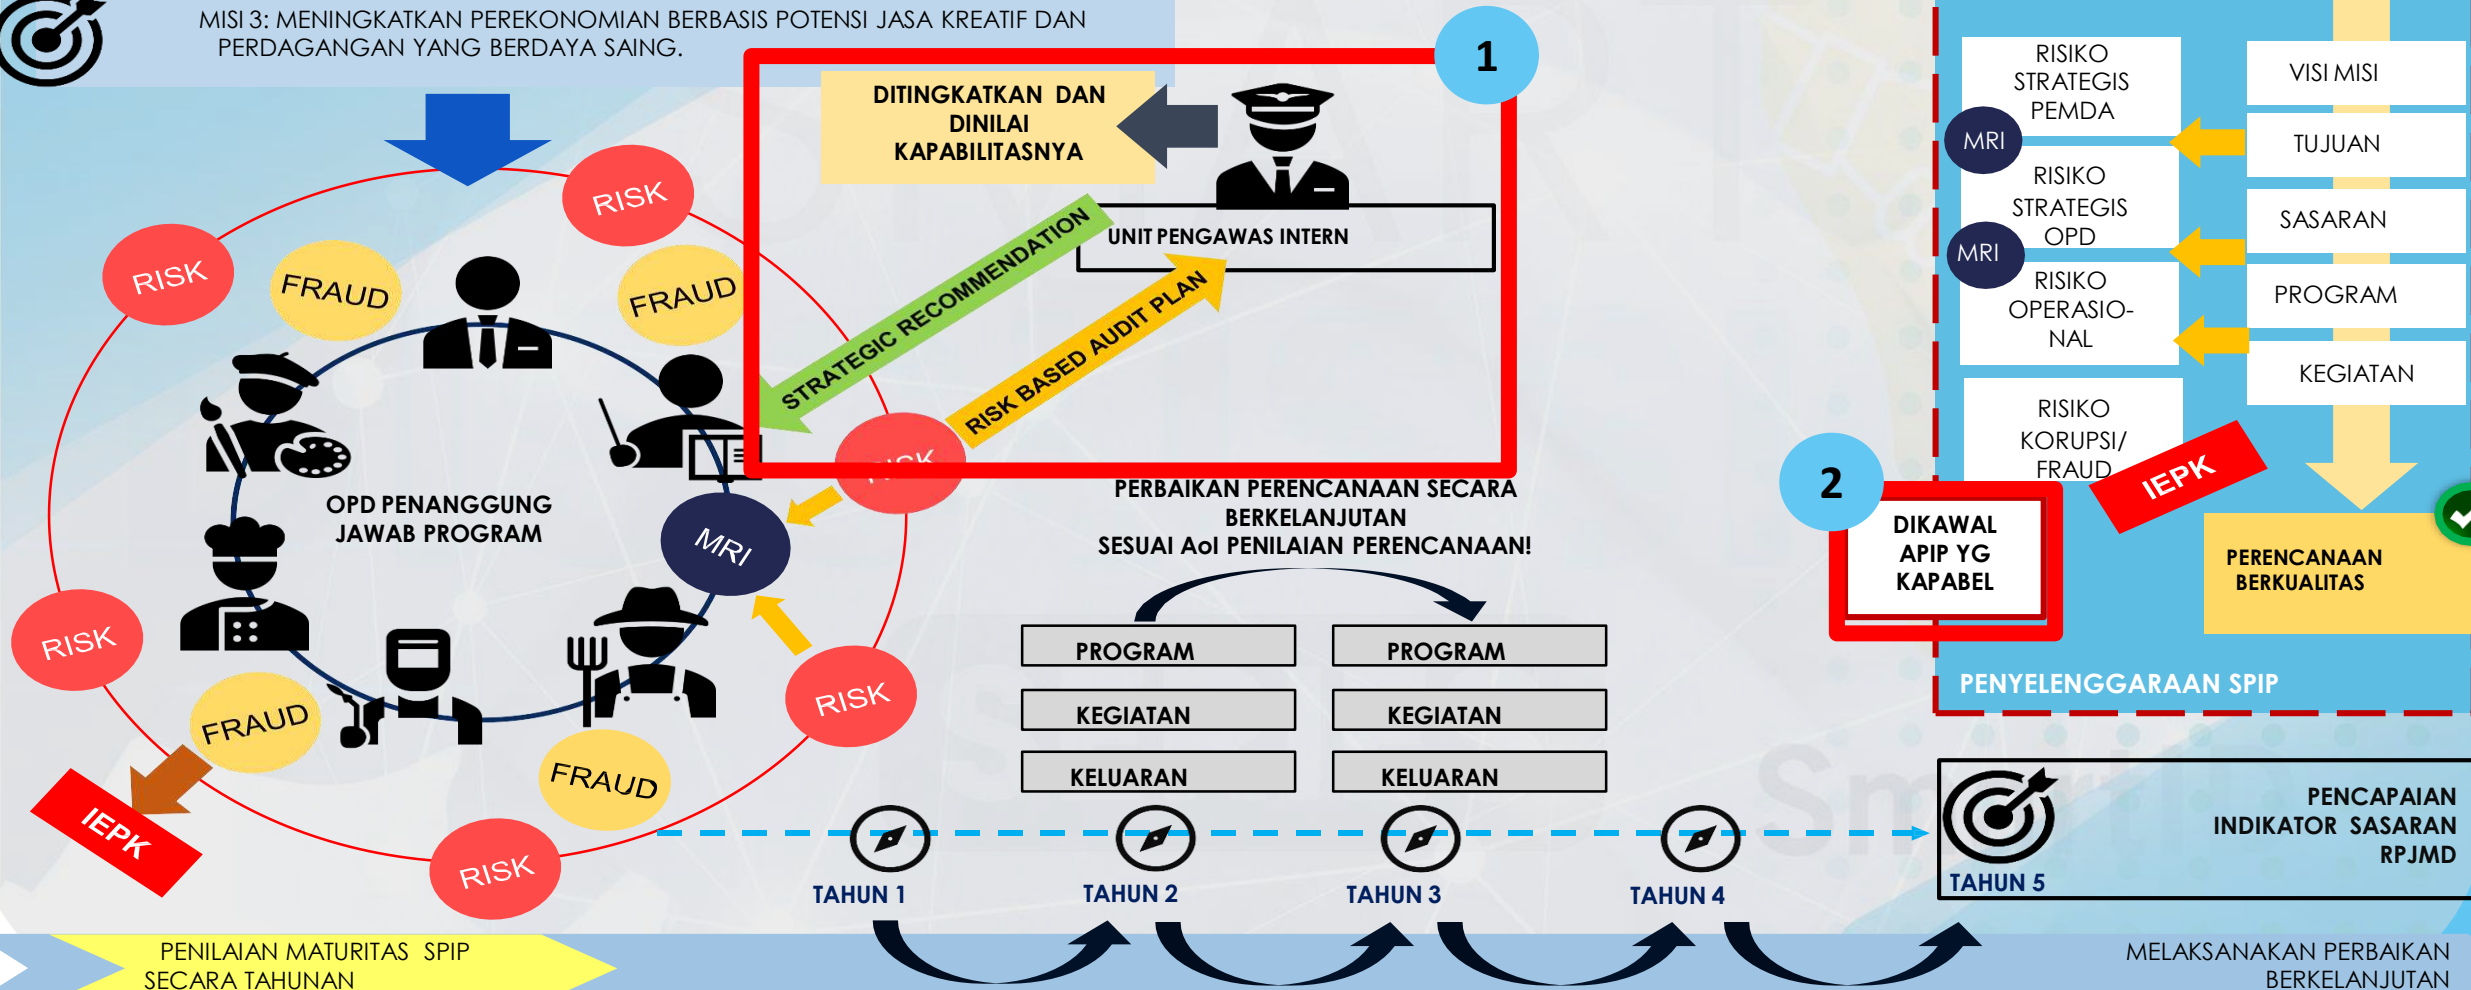 MISI 3: MENINGKATKAN PEREKONOMIAN BERBASIS POTENSI JASA KREATIF DAN
PERDAGANGAN YANG BERDAYA SAING.
1
DITINGKATKAN DAN
DINILAI
KAPABILITASNYA
UNIT PENGAWAS INTERN
STRATEGIC RECOMMENDATION
RISK BASED AUDIT PLAN
RISK
RISK
FRAUD
FRAUD
RISK
OPD PENANGGUNG
JAWAB PROGRAM
MRI
RISK
RISK
FRAUD
FRAUD
IEPK
RISK
PERBAIKAN PERENCANAAN SECARA
BERKELANJUTAN
SESUAI AoI PENILAIAN PERENCANAAN!
PROGRAM
KEGIATAN
KELUARAN
PROGRAM
KEGIATAN
KELUARAN
TAHUN 1
TAHUN 2
TAHUN 3
TAHUN 4
TAHUN 5
PENCAPAIAN
INDIKATOR SASARAN
RPJMD
RISIKO
STRATEGIS
PEMDA
MRI
RISIKO
STRATEGIS
OPD
MRI
RISIKO
OPERASIO-
NAL
RISIKO
KORUPSI/
FRAUD
IEPK
VISI MISI
TUJUAN
SASARAN
PROGRAM
KEGIATAN
2
DIKAWAL
APIP YG
KAPABEL
PERENCANAAN
BERKUALITAS
PENYELENGGARAAN SPIP
PENILAIAN MATURITAS SPIP
SECARA TAHUNAN
MELAKSANAKAN PERBAIKAN
BERKELANJUTAN